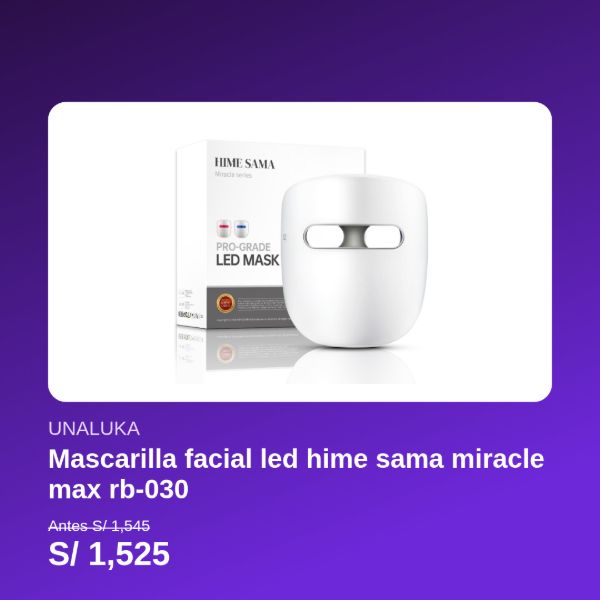 HIME SAMA
Miracle series
PRO-GRADE
LED MASK
UNALUKA
Mascarilla facial led hime sama miracle
max rb-030
Antes S/ 1,545
S/ 1,525